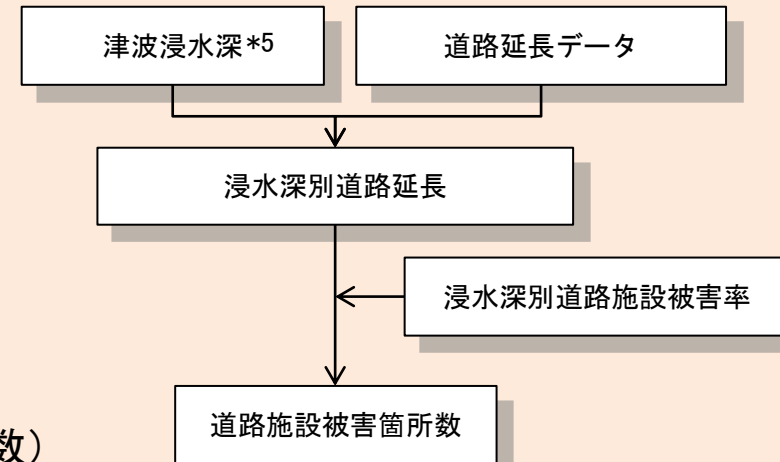 津波浸水深*5
道路延長データ
浸水深別道路延長
浸水深別道路施設被害率
道路施設被害箇所数
数）